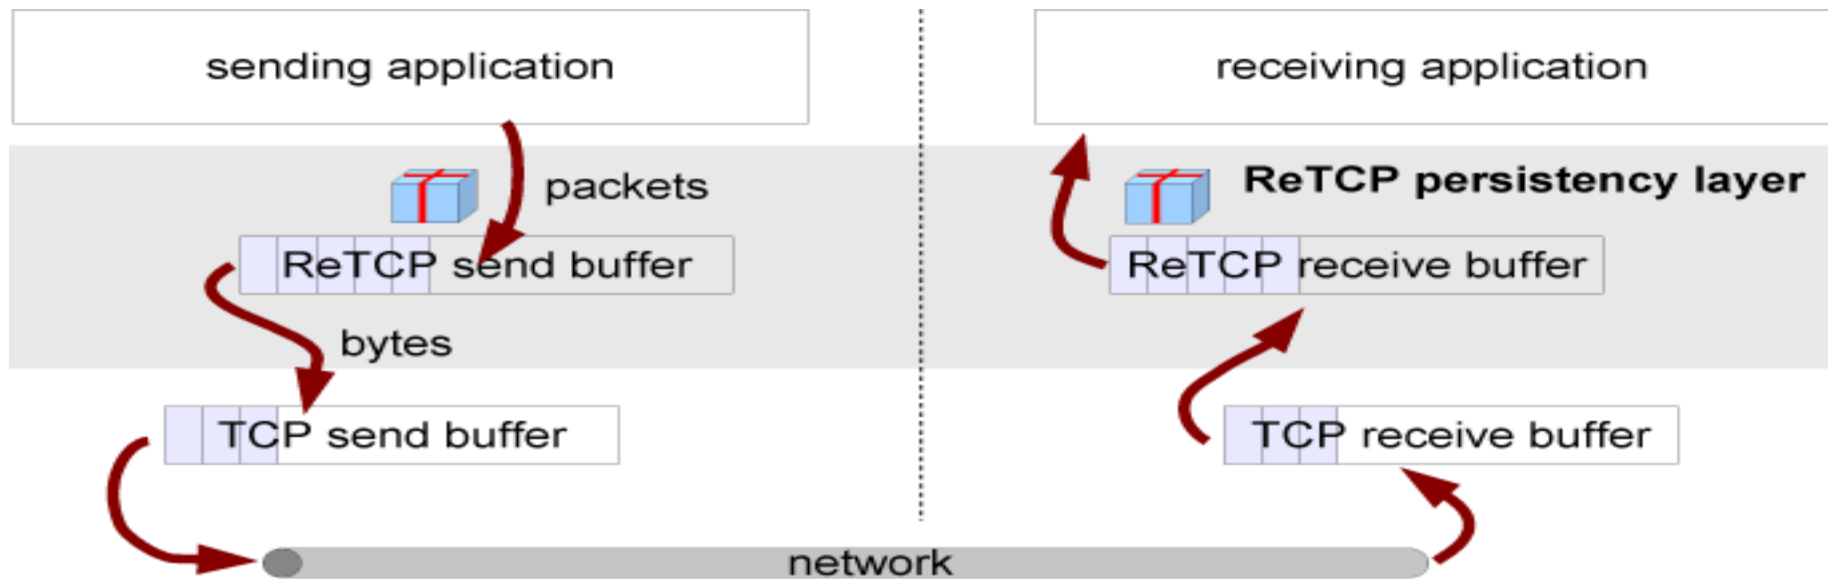 sending application
receiving application
packets
ReTCP persistency layer
ReTCP send buffer
ReTCP receive buffer
bytes
TCP send buffer
TCP receive buffer
network